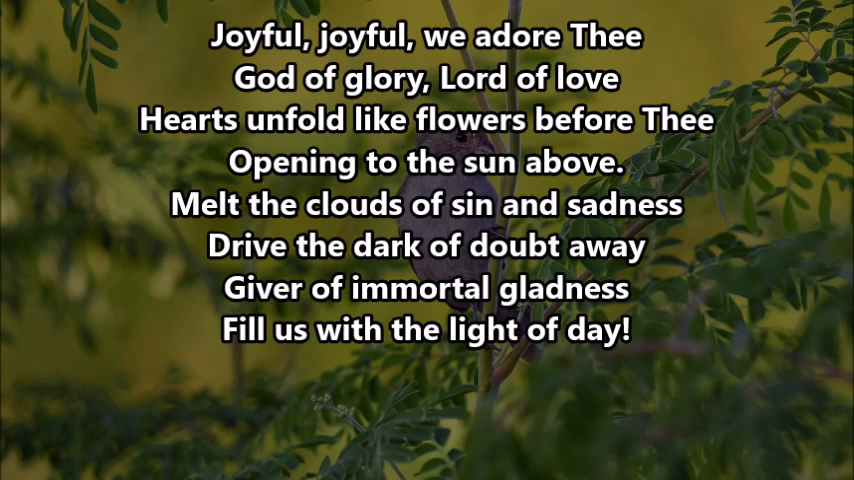 Joyful, joyful, we adore Thee
God of glory, Lord of love
Hearts unfold like flowers before Thee
Opening to the sun above.
Melt the clouds of sin and sadness
Drive the dark of doubt away
Giver of immortal gladness
Fill us with the light of day!